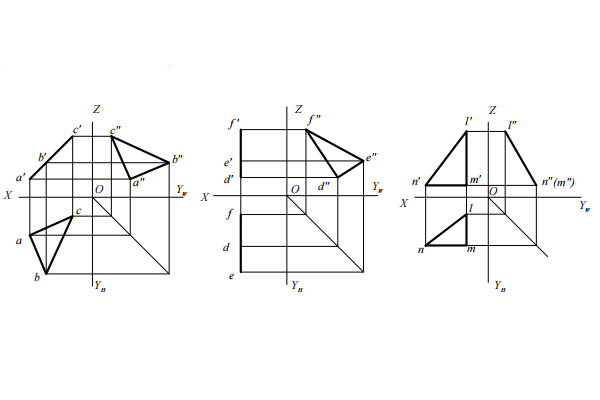 Z
c' c"
b' b"
a' a"
X O Y_W
c
a
b
Y_H
Z
f' f"
e' e"
d' d"
X O Y_W
f
d
e
Y_H
Z
l' l"
n' m' n"(m")
X O Y_W
l
n m
Y_H